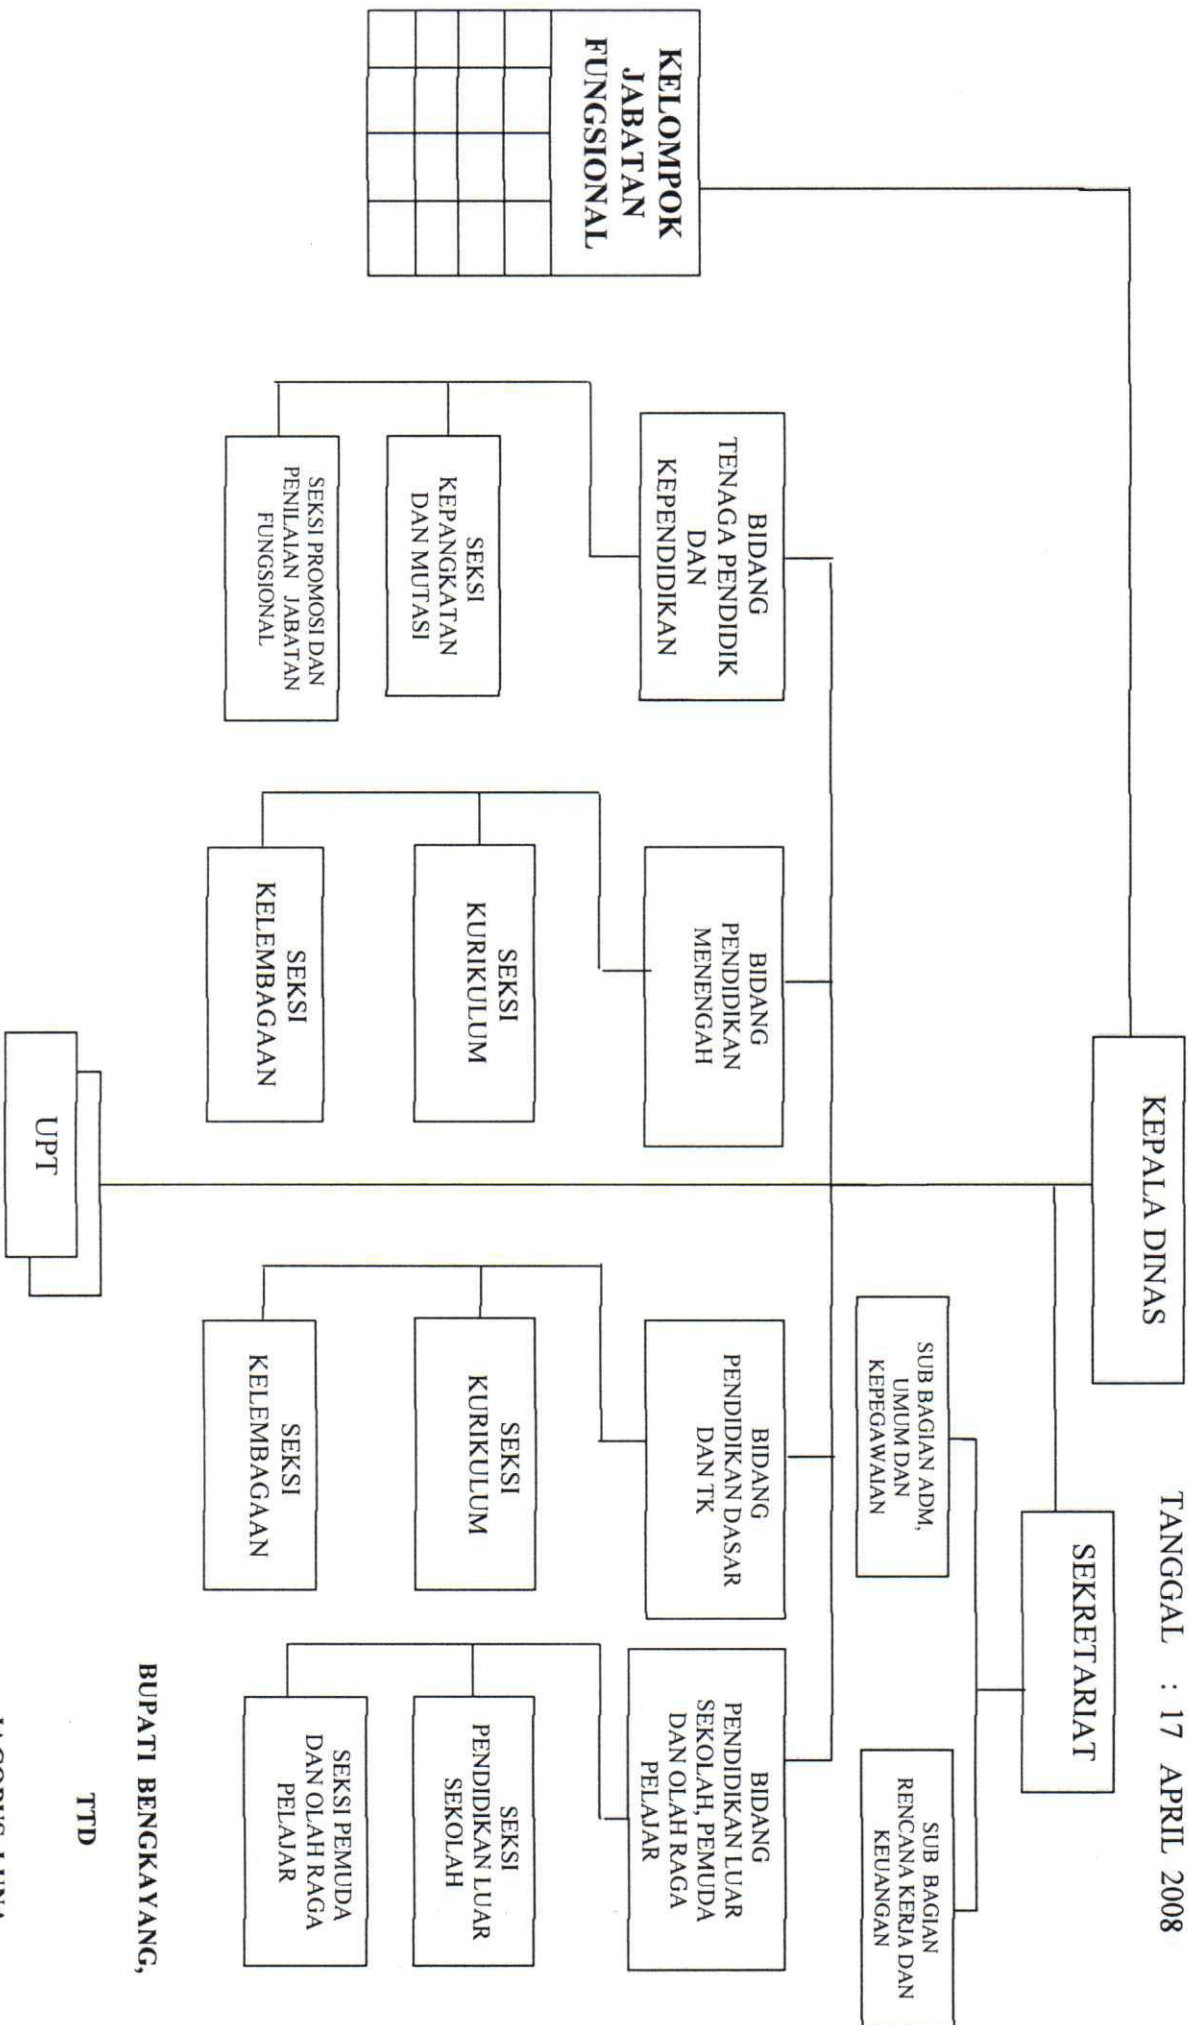 TANGGAL : 17 APRIL 2008
KEPALA DINAS
SEKRETARIAT
SUB BAGIAN ADM,
UMUM DAN
KEPEGAWAIAN
SUB BAGIAN
RENCANA KERJA DAN
KEUANGAN
KELOMPOK
JABATAN
FUNGSIONAL
BIDANG
TENAGA PENDIDIK
DAN
KEPENDIDIKAN
SEKSI
KEPANGKATAN
DAN MUTASI
SEKSI PROMOSI DAN
PENILAIAN JABATAN
FUNGSIONAL
BIDANG
PENDIDIKAN
MENENGAH
SEKSI
KURIKULUM
SEKSI
KELEMBAGAAN
BIDANG
PENDIDIKAN DASAR
DAN TK
SEKSI
KURIKULUM
SEKSI
KELEMBAGAAN
BIDANG
PENDIDIKAN LUAR
SEKOLAH, PEMUDA
DAN OLAH RAGA
PELAJAR
SEKSI
PENDIDIKAN LUAR
SEKOLAH
SEKSI PEMUDA
DAN OLAH RAGA
PELAJAR
UPT
BUPATI BENGKAYANG,
TTD